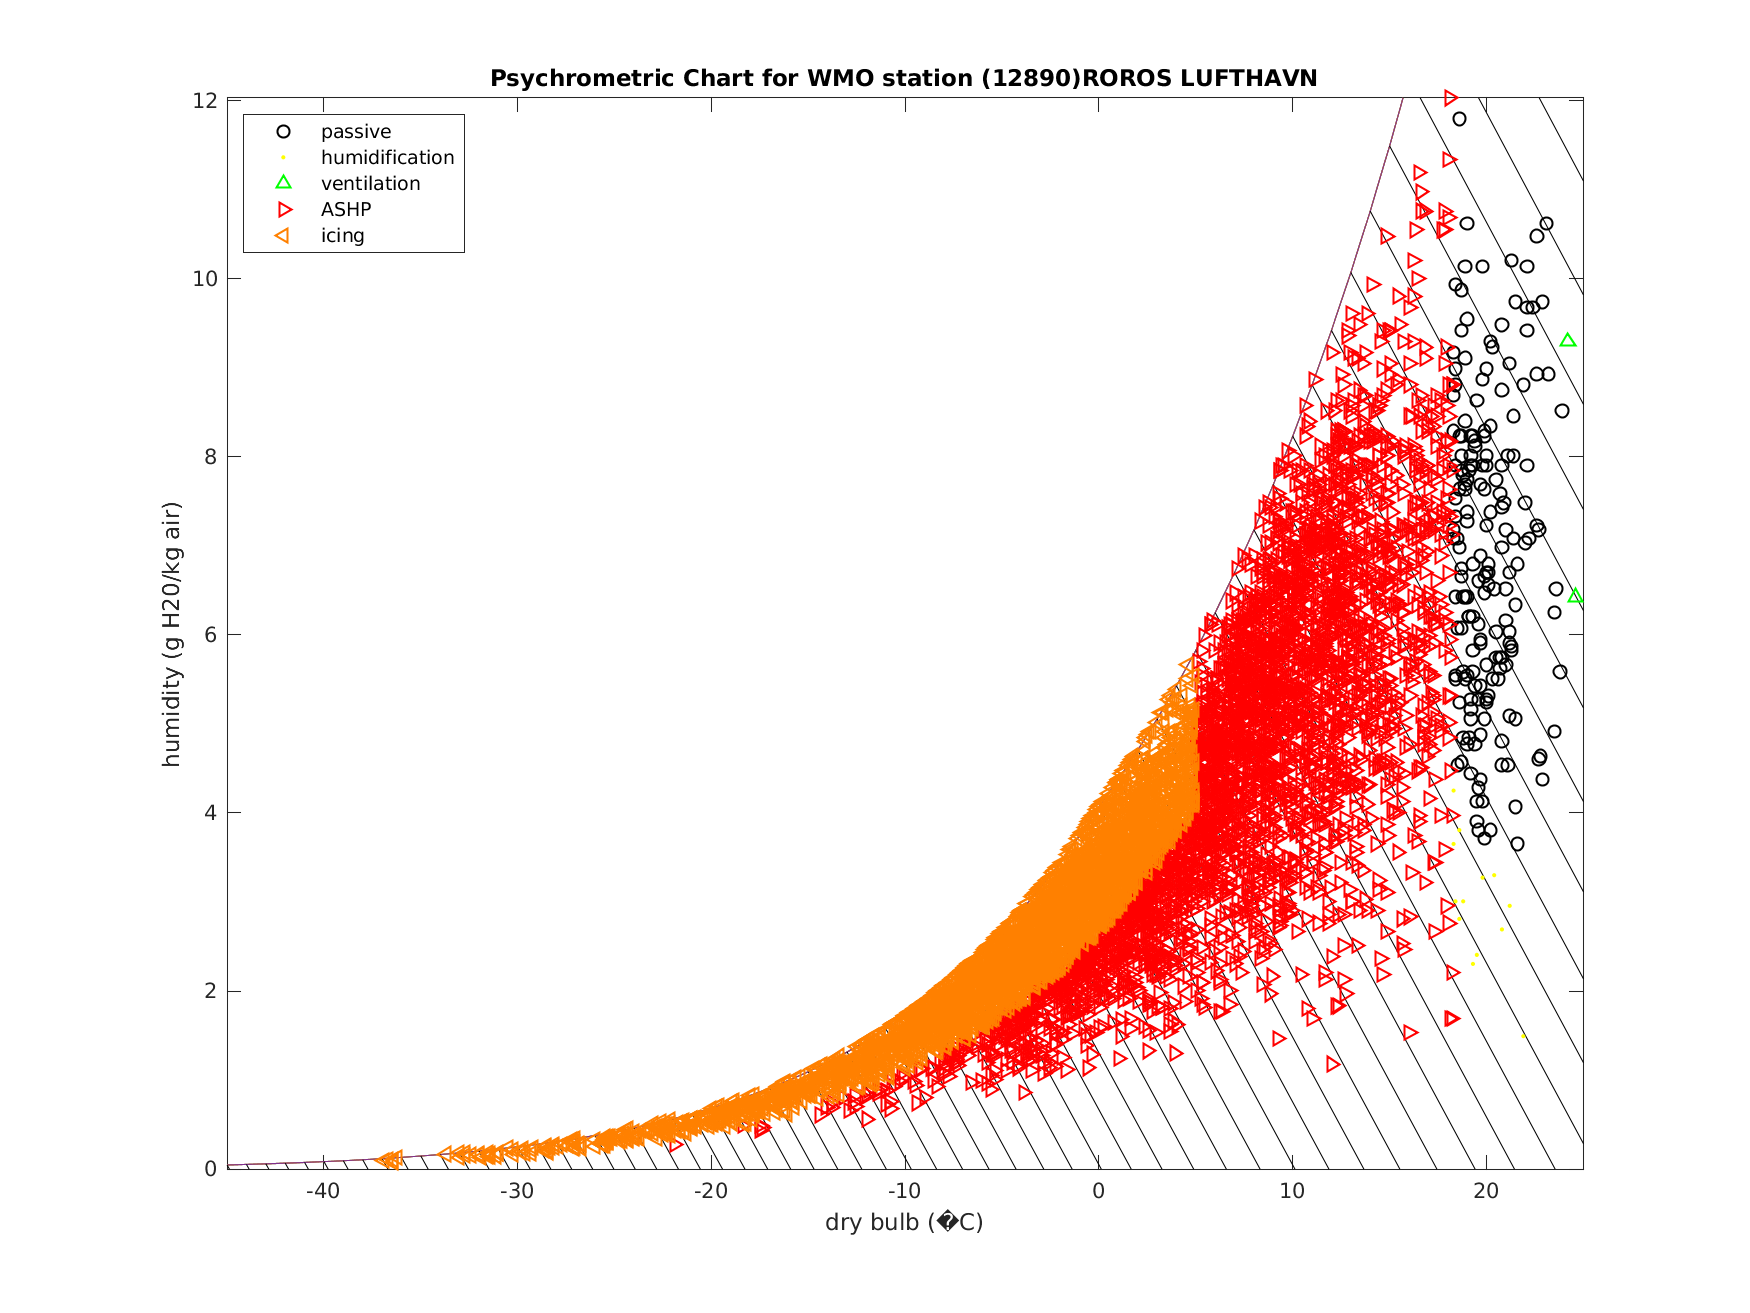 Psychrometric Chart for WMO station (12890)ROROS LUFTHAVN
passive
humidification
ventilation
ASHP
icing
humidity (g H20/kg air)
12
10
8
6
4
2
0
-40 -30 -20 -10 0 10 20
dry bulb (�C)